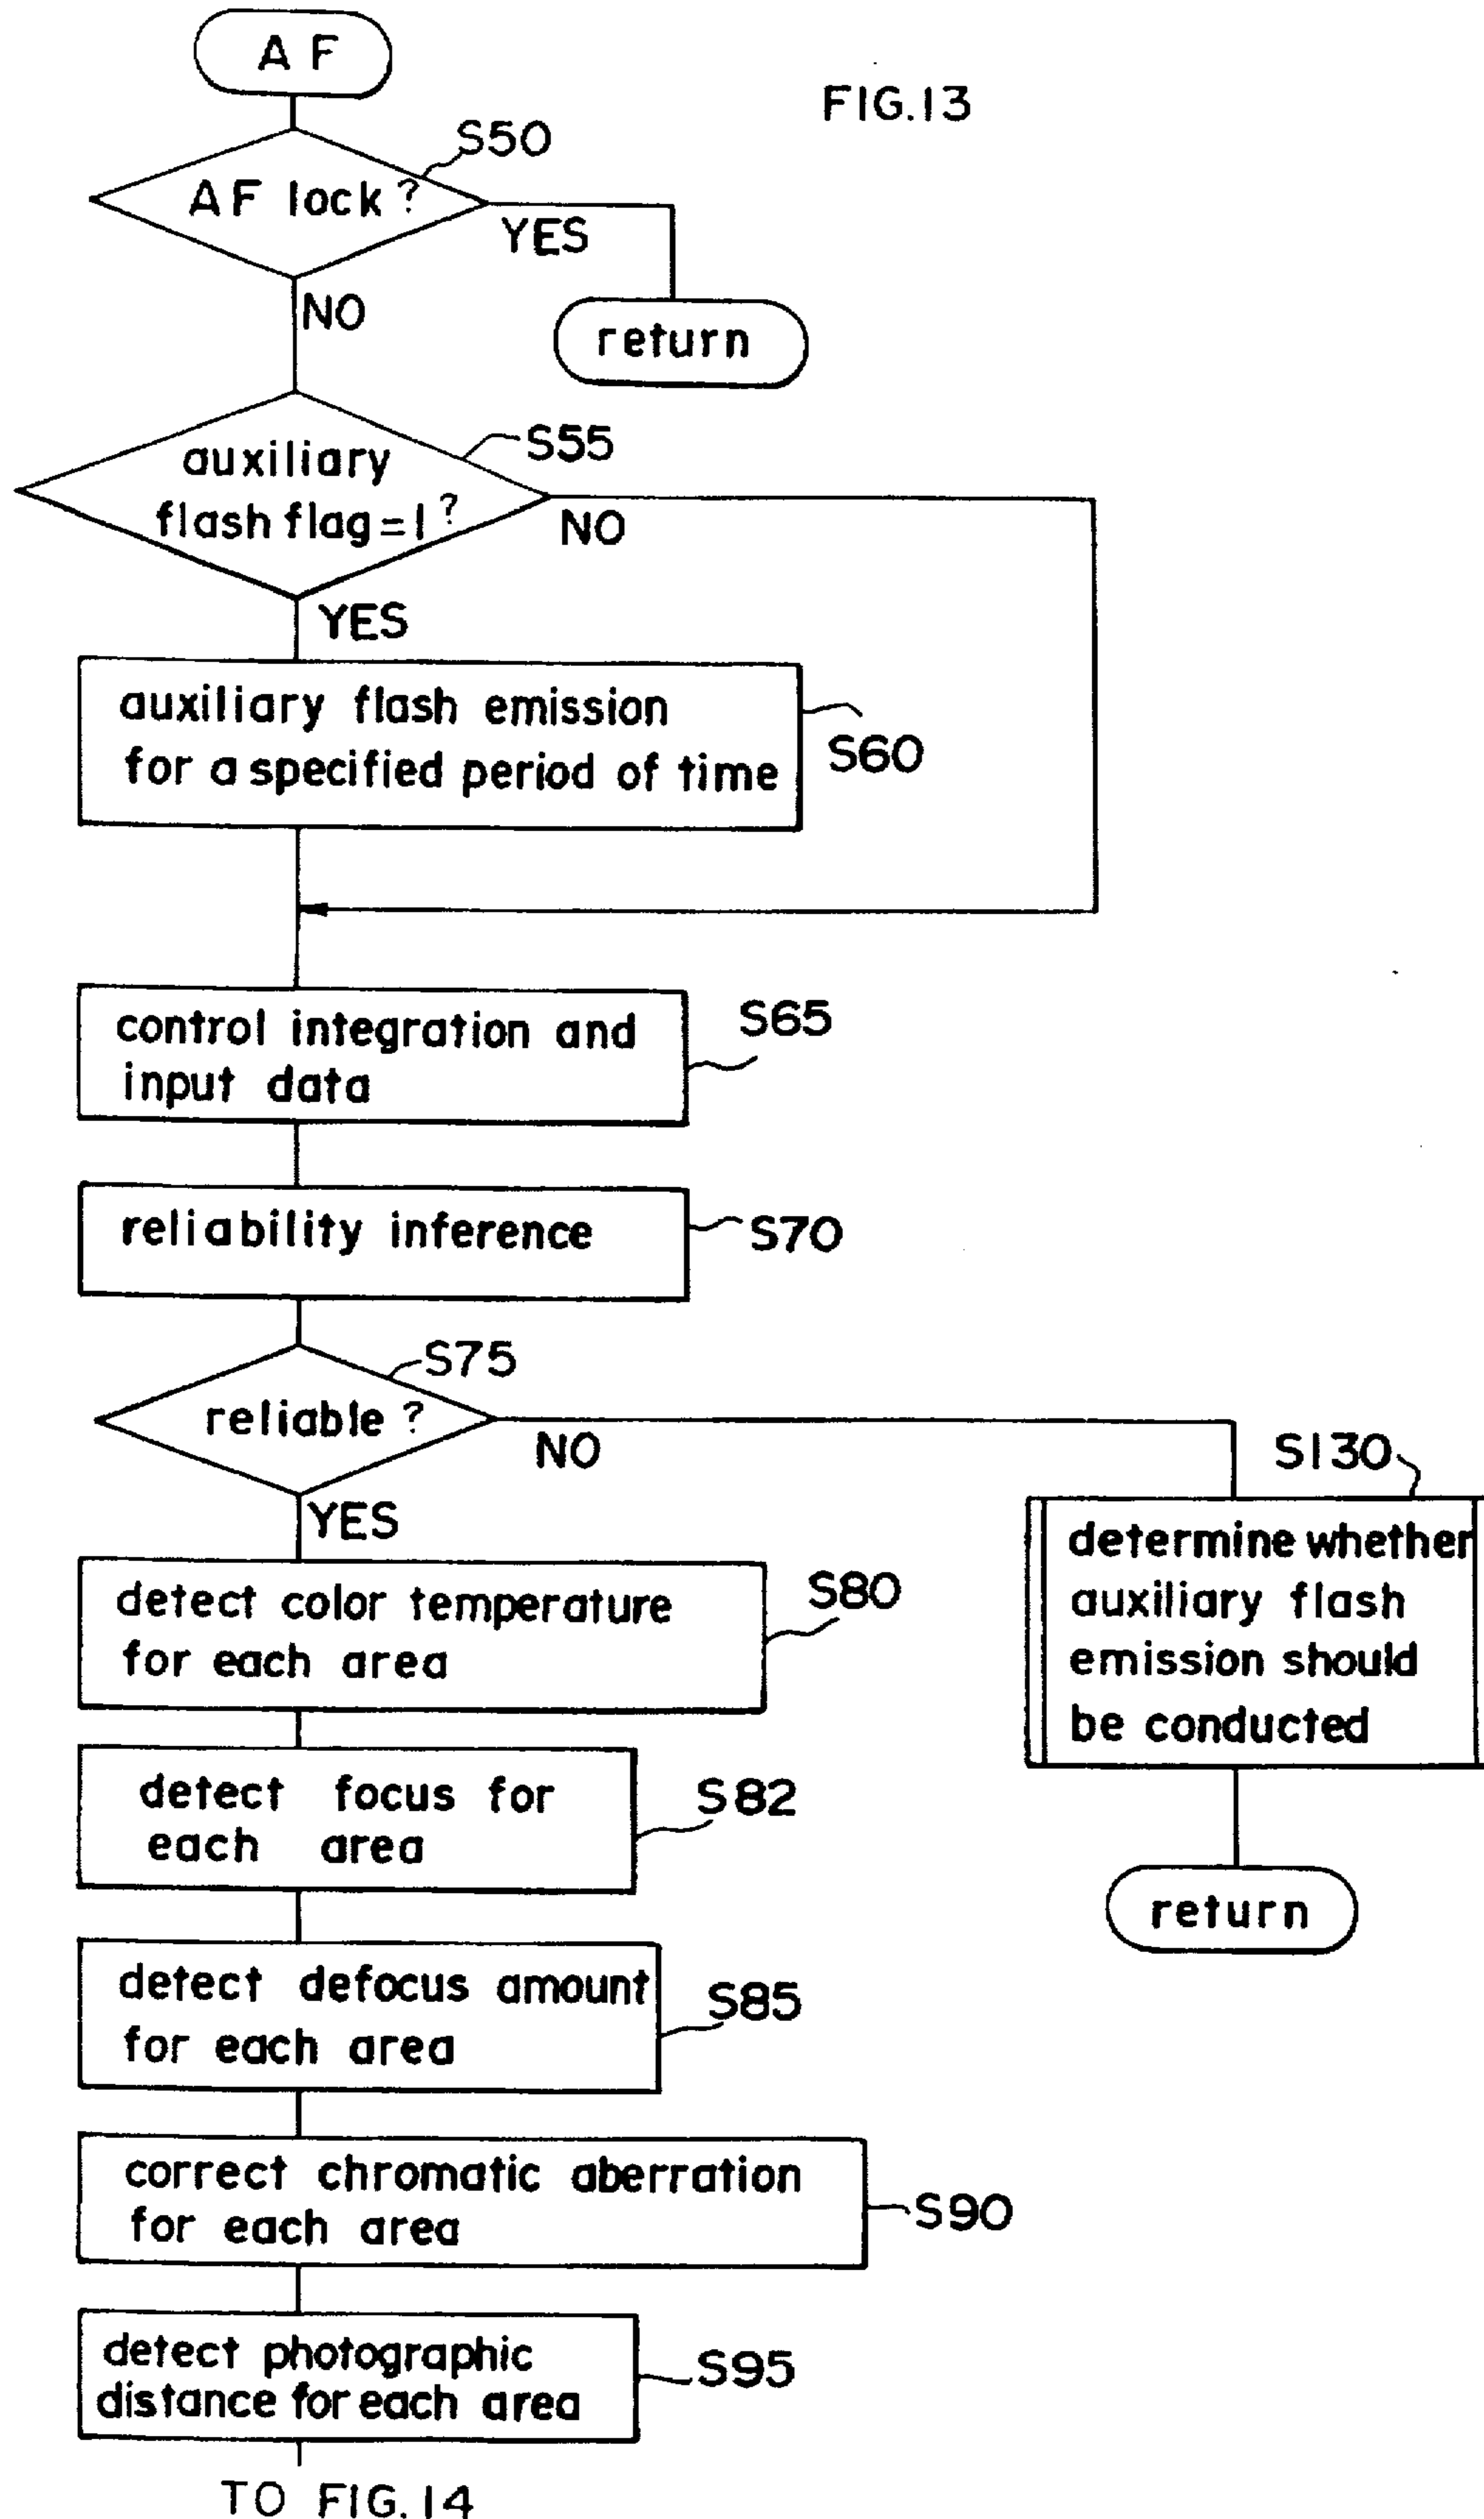 AF
FIG.13
S50
AF lock?
YES
NO
return
S55
auxiliary
flash flag=1?
NO
YES
auxiliary flash emission
for a specified period of time
S60
control integration and
input data
S65
reliability inference
S70
S75
reliable?
NO
YES
S130
determine whether
auxiliary flash
emission should
be conducted
return
detect color temperature
for each area
S80
detect focus for
each area
S82
detect defocus amount
for each area
S85
correct chromatic aberration
for each area
S90
detect photographic
distance for each area
S95
TO FIG.14